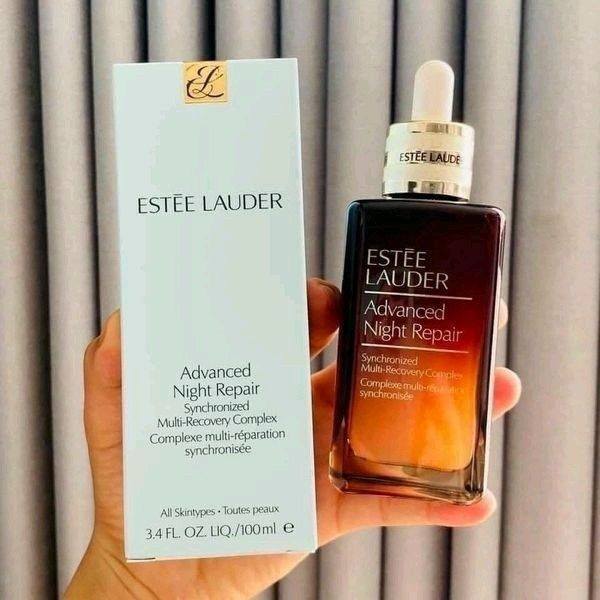 ESTĒE LAUDER
Advanced
Night Repair
Synchronized
Multi-Recovery Complex
Complexe multi-réparation
synchronisée
All Skintypes • Toutes peaux
3.4 FL. OZ. LIQ./100 ml ℮
ESTĒE LAUDE
ESTĒE
LAUDER
Advanced
Night Repair
Synchronized
Multi-Recovery Complex
Complexe multi-réparation
synchronisée